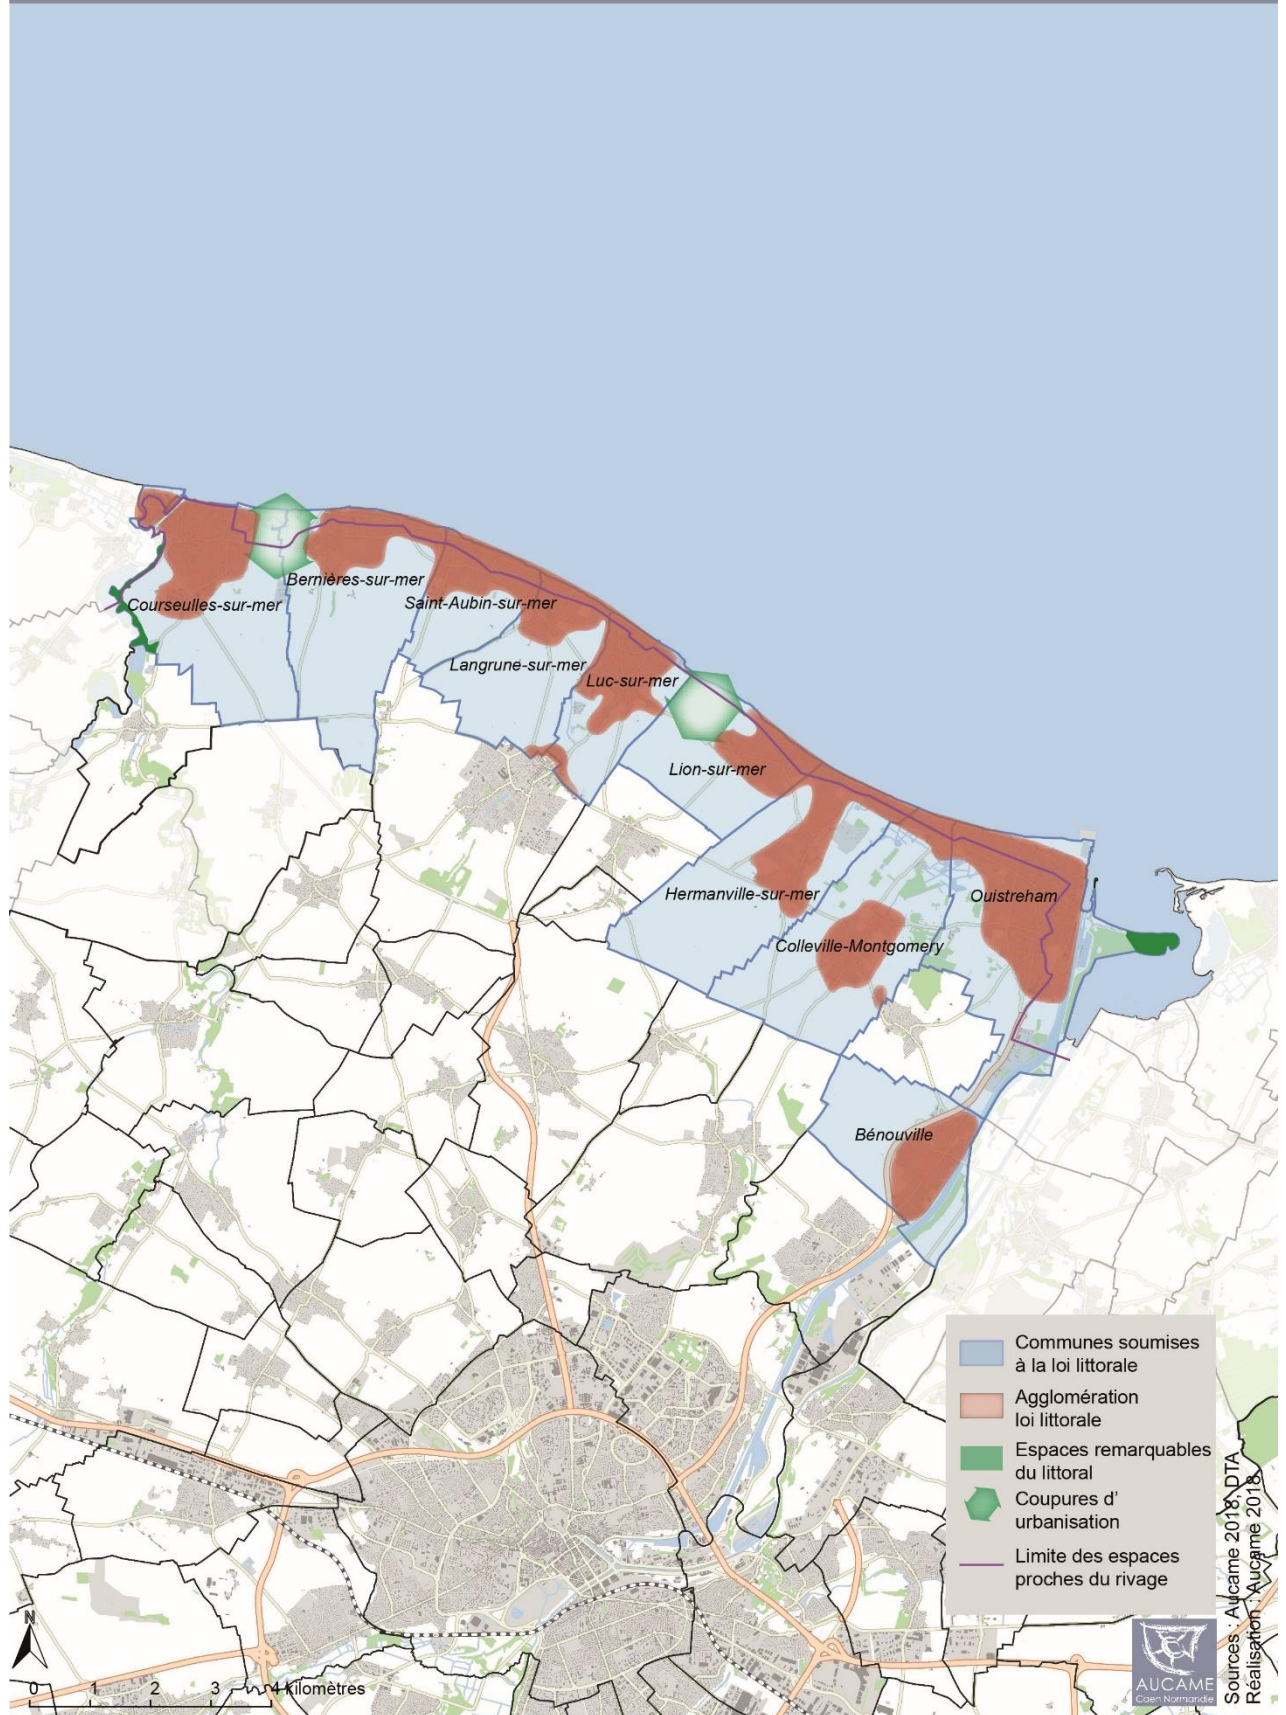 Bernières-sur-mer
Courseulles-sur-mer
Saint-Aubin-sur-mer
Langrune-sur-mer
Luc-sur-mer
Lion-sur-mer
Hermanville-sur-mer
Ouistreham
Colleville-Montgomery
Bénouville
Communes soumises
à la loi littorale
Agglomération
loi littorale
Espaces remarquables
du littoral
Coupures d'
urbanisation
Limite des espaces
proches du rivage
N
0 1 2 3 4 Kilomètres
AUCAME
Caen Normandie
Sources : Aucame 2018, DTA
Réalisation : Aucame 2018